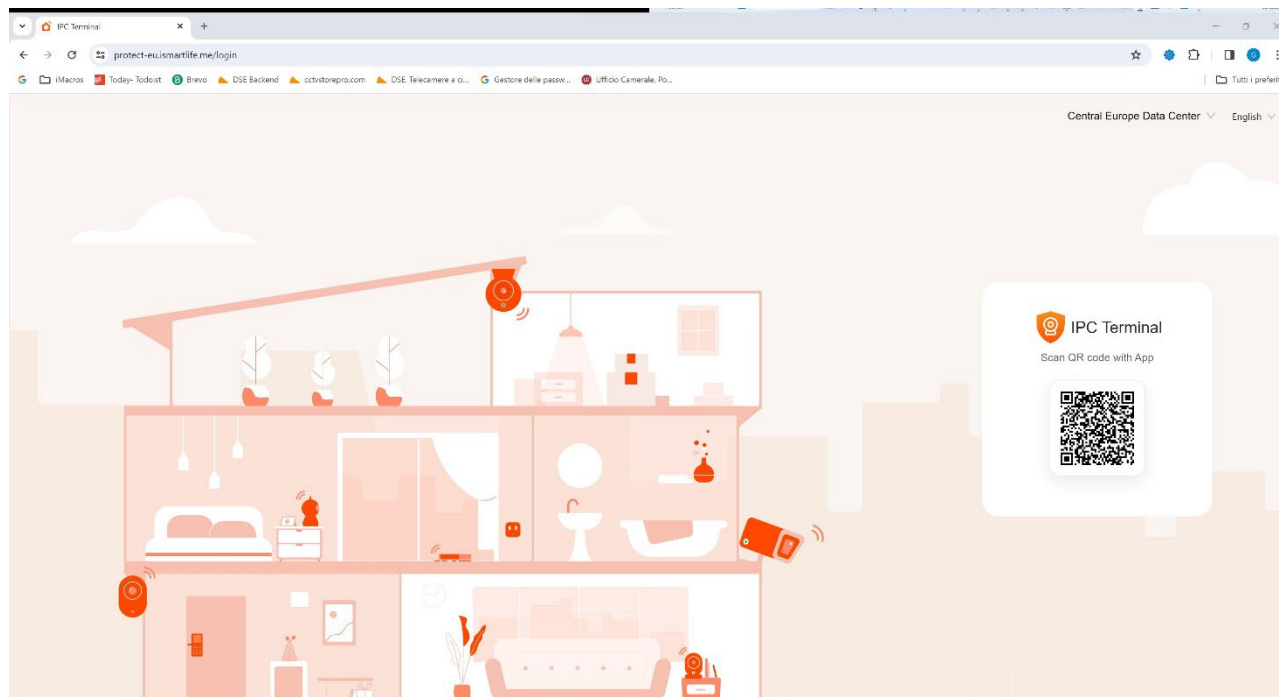 IPC Terminal
protect-eu.ismartlife.me/login
iMacros Today- Todoist Brevo DSE Backend cctvstorepro.com DSE. Telecamere a ci... Gestore delle passw... Ufficio Camerale. Po... Tutti i preferit
Central Europe Data Center English
IPC Terminal
Scan QR code with App